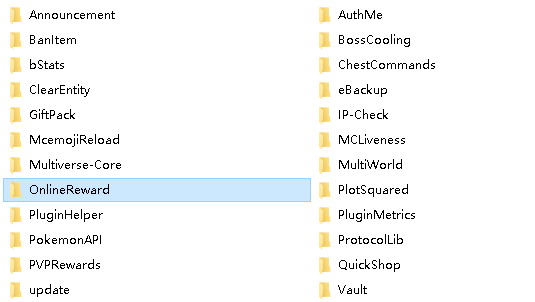 Announcement
AuthMe
BanItem
BossCooling
bStats
ChestCommands
ClearEntity
eBackup
GiftPack
IP-Check
McemojiReload
MCLiveness
Multiverse-Core
MultiWorld
OnlineReward
PlotSquared
PluginHelper
PluginMetrics
PokemonAPI
ProtocolLib
PVPRewards
QuickShop
update
Vault